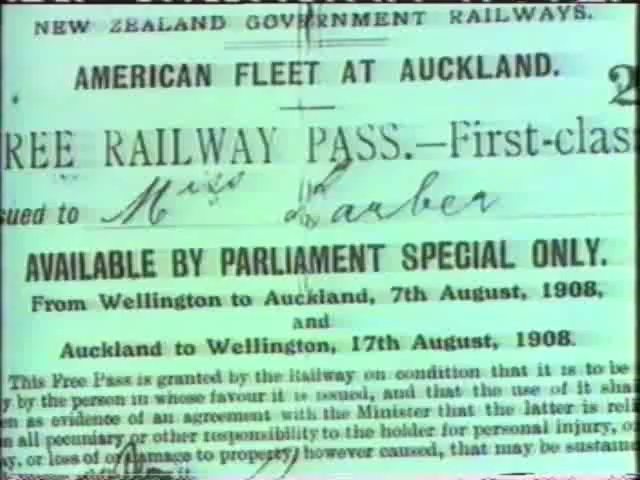 NEW ZEALAND GOVERNMENT RAILWAYS.
AMERICAN FLEET AT AUCKLAND.
2
REE RAILWAY PASS.—First-clas
sued to Miss
AVAILABLE BY PARLIAMENT SPECIAL ONLY.
From Wellington to Auckland, 7th August, 1908,
and
Auckland to Wellington, 17th August, 1908.
This Free Pass is granted by the Railway on condition that it is to be
y by the person in whose favour it is issued, and that the use of it sha
en as evidence of an agreement with the Minister that the latter is reli
m all pecuniary or other responsibility to the holder for personal injury, o
ay, or loss of or damage to property, however caused, that may be sustaine